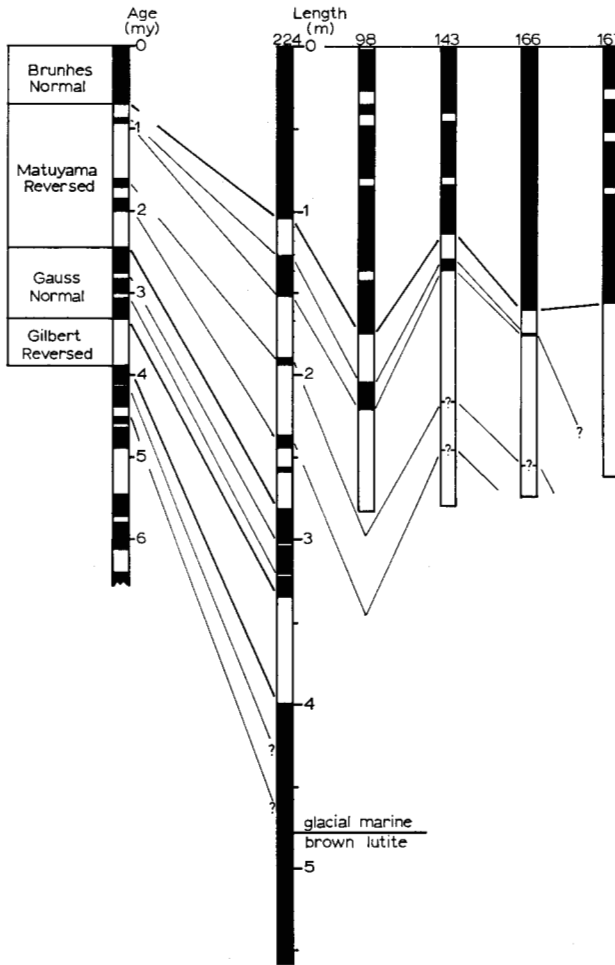 Age
(my)
Length
(m)
0
224
0
98
143
166
167
Brunhes
Normal
1
Matuyama
Reversed
2
Gauss
Normal
3
Gilbert
Reversed
4
5
6
1
2
3
4
5
?
?
?
?
?
glacial marine
brown lutite